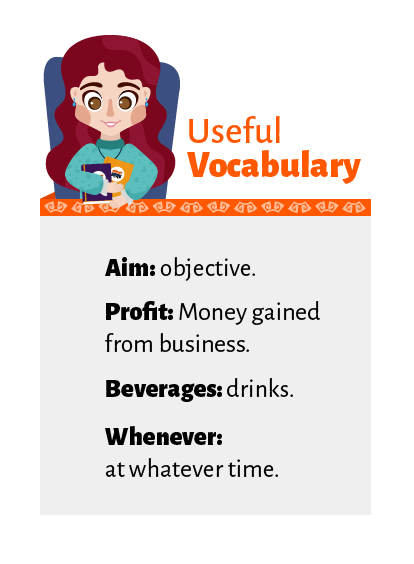 Useful
Vocabulary
Aim: objective.
Profit: Money gained
from business.
Beverages: drinks.
Whenever:
at whatever time.